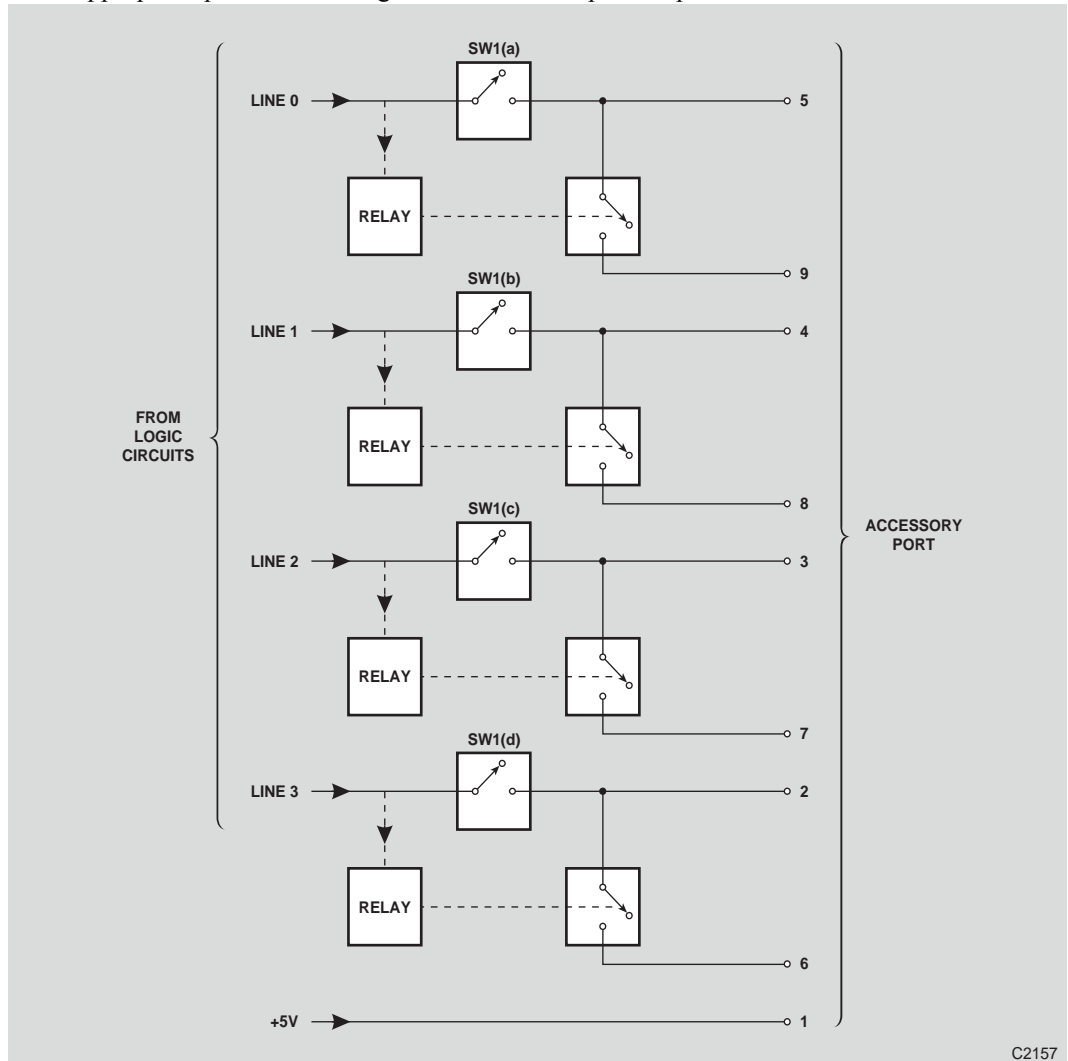 SW1(a)
LINE 0
5
RELAY
9
SW1(b)
LINE 1
4
RELAY
8
FROM
LOGIC
CIRCUITS
SW1(c)
LINE 2
3
ACCESSORY
PORT
RELAY
7
SW1(d)
LINE 3
2
RELAY
6
+5V
1
C2157